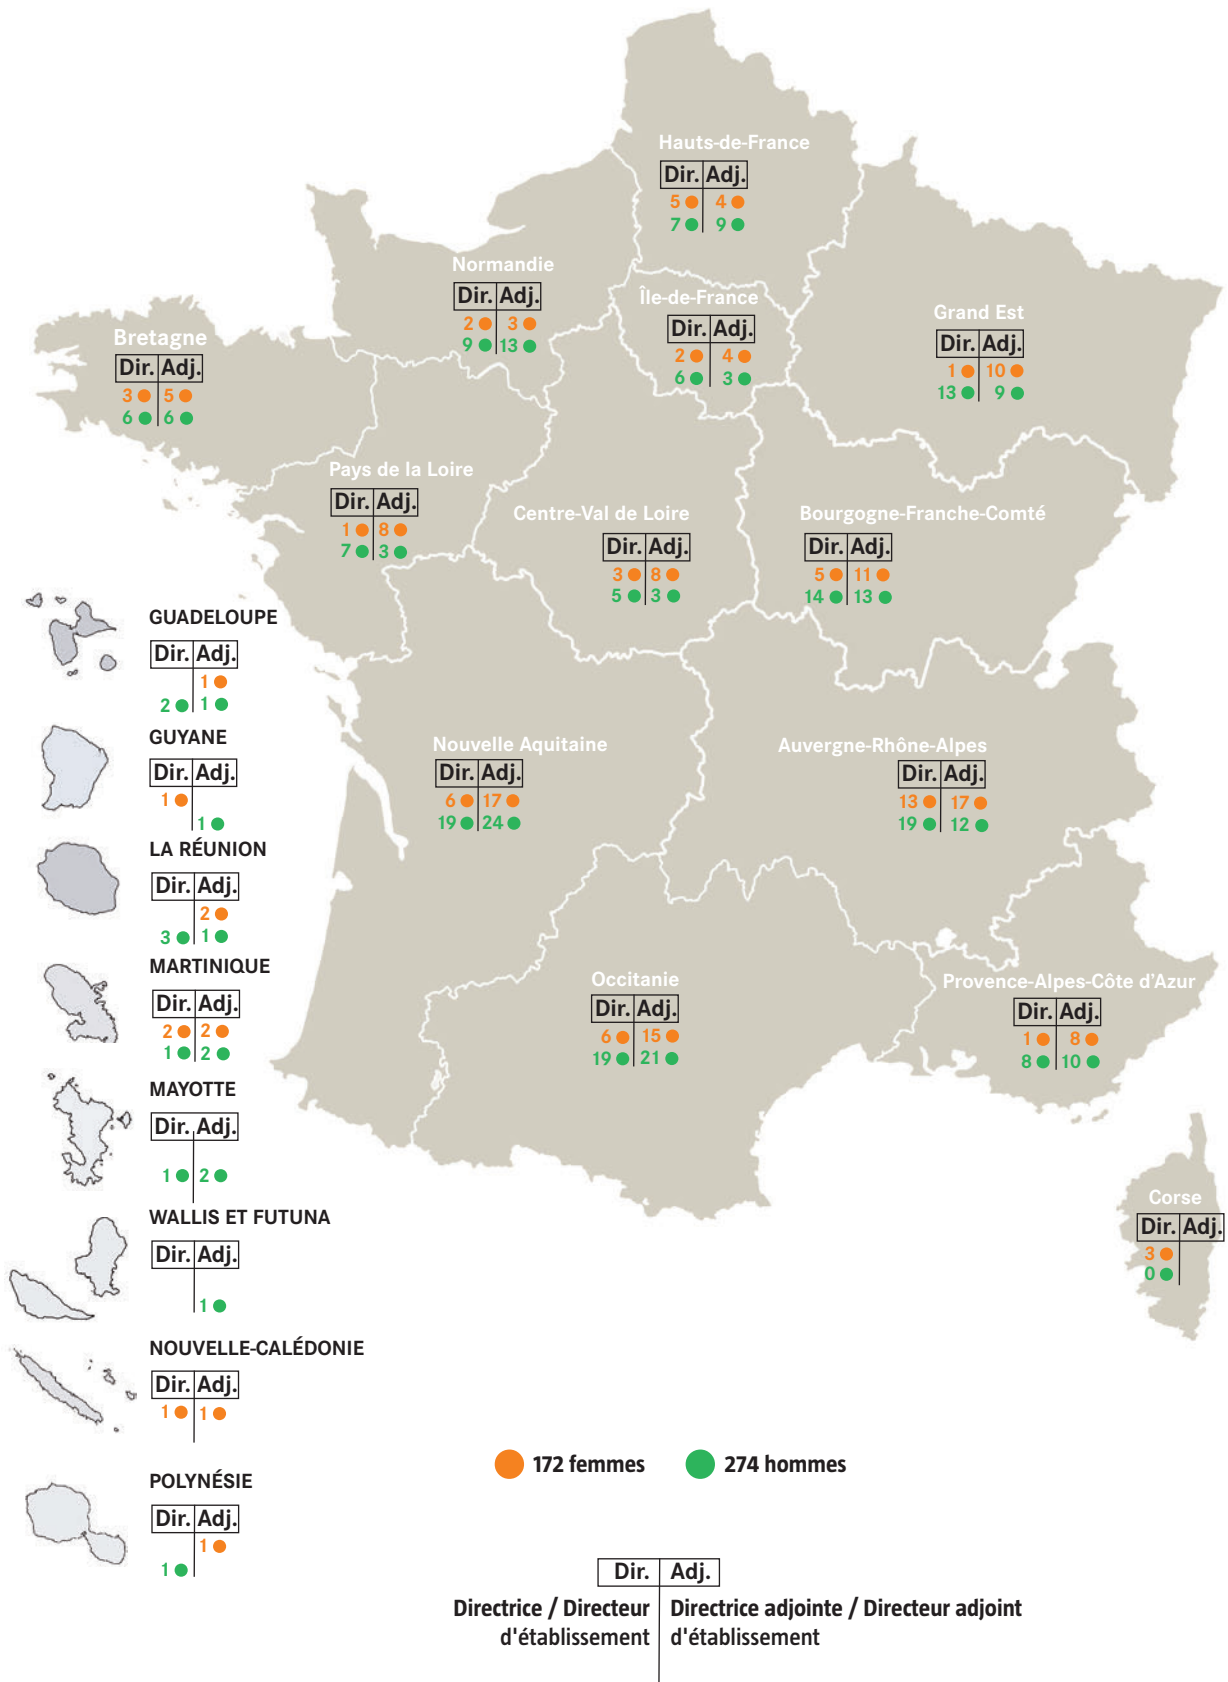 Hauts-de-France
Dir. Adj.
5 4
7 9
Normandie
Dir. Adj.
2 3
9 13
Île-de-France
Dir. Adj.
2 4
6 3
Grand Est
Dir. Adj.
1 10
13 9
Bretagne
Dir. Adj.
3 5
6 6
Pays de la Loire
Dir. Adj.
1 8
7 3
Centre-Val de Loire
Dir. Adj.
3 8
5 3
Bourgogne-Franche-Comté
Dir. Adj.
5 11
14 13
Nouvelle Aquitaine
Dir. Adj.
6 17
19 24
Auvergne-Rhône-Alpes
Dir. Adj.
13 17
19 12
Occitanie
Dir. Adj.
6 15
19 21
Provence-Alpes-Côte d'Azur
Dir. Adj.
1 8
8 10
Corse
Dir. Adj.
3
0
GUADELOUPE
Dir. Adj.
1
2 1
GUYANE
Dir. Adj.
1
1
LA RÉUNION
Dir. Adj.
2
3 1
MARTINIQUE
Dir. Adj.
2 2
1 2
MAYOTTE
Dir. Adj.
1 2
WALLIS ET FUTUNA
Dir. Adj.
1
NOUVELLE-CALÉDONIE
Dir. Adj.
1 1
POLYNÉSIE
Dir. Adj.
1
1
172 femmes 274 hommes
Dir. Adj.
Directrice / Directeur Directrice adjointe / Directeur adjoint
d'établissement d'établissement